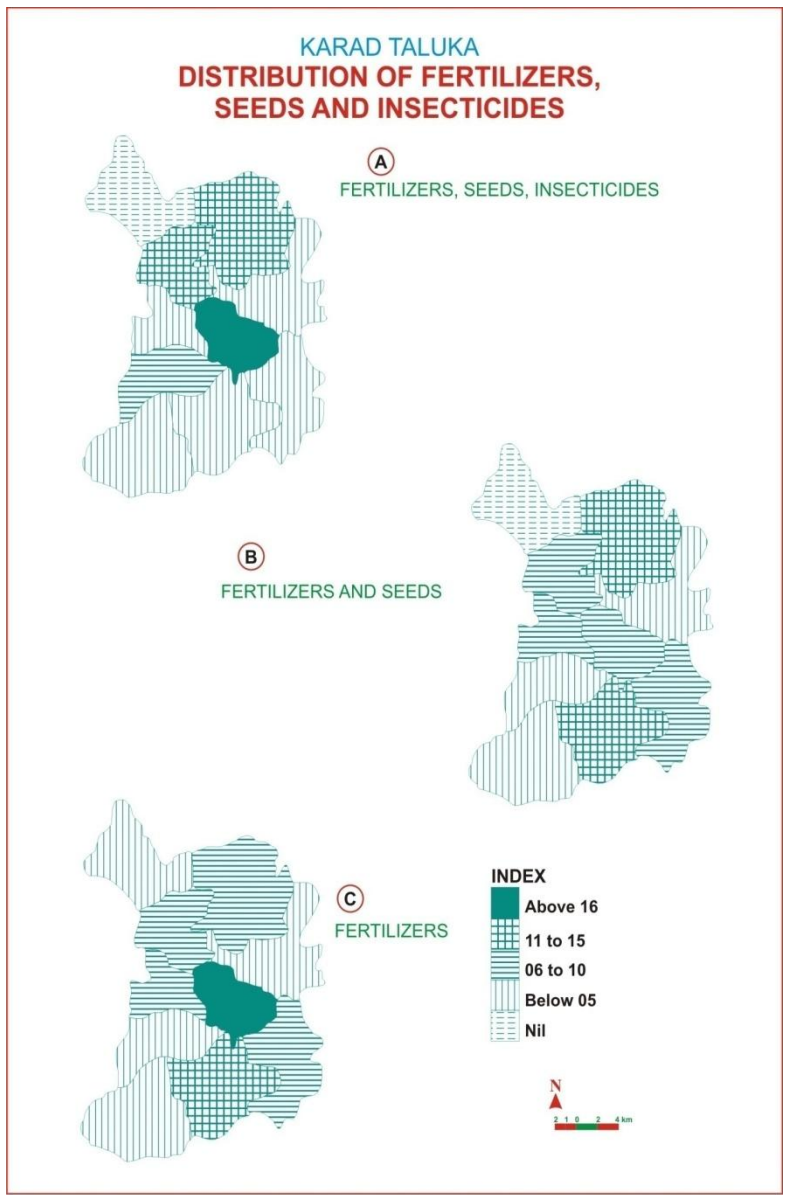 KARAD TALUKA
DISTRIBUTION OF FERTILIZERS,
SEEDS AND INSECTICIDES
A
FERTILIZERS, SEEDS, INSECTICIDES
B
FERTILIZERS AND SEEDS
C
FERTILIZERS
INDEX
Above 16
11 to 15
06 to 10
Below 05
Nil
N
2 1 0 2 4 km